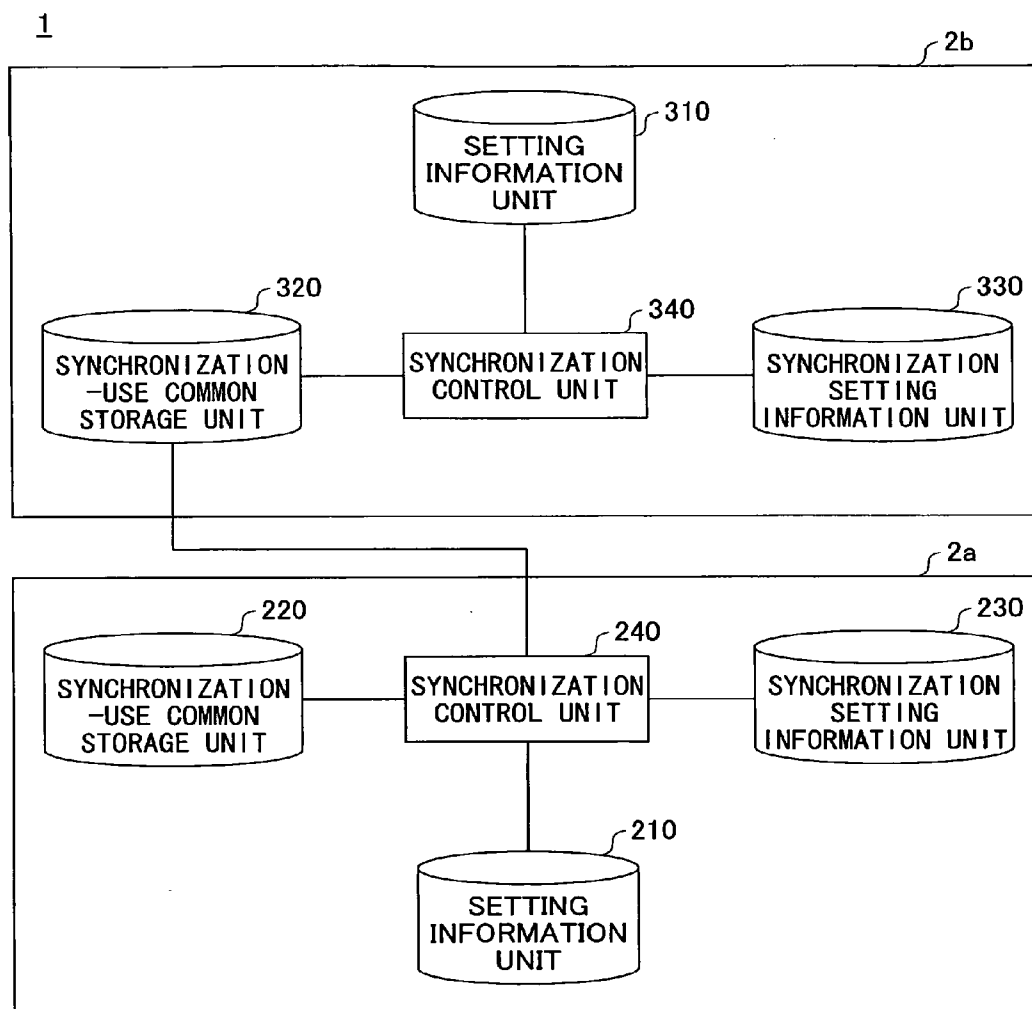 1
2b
310
SETTING
INFORMATION
UNIT
320
340
330
SYNCHRONIZATION
-USE COMMON
STORAGE UNIT
SYNCHRONIZATION
CONTROL UNIT
SYNCHRONIZATION
SETTING
INFORMATION UNIT
2a
220
240
230
SYNCHRONIZATION
-USE COMMON
STORAGE UNIT
SYNCHRONIZATION
CONTROL UNIT
SYNCHRONIZATION
SETTING
INFORMATION UNIT
210
SETTING
INFORMATION
UNIT